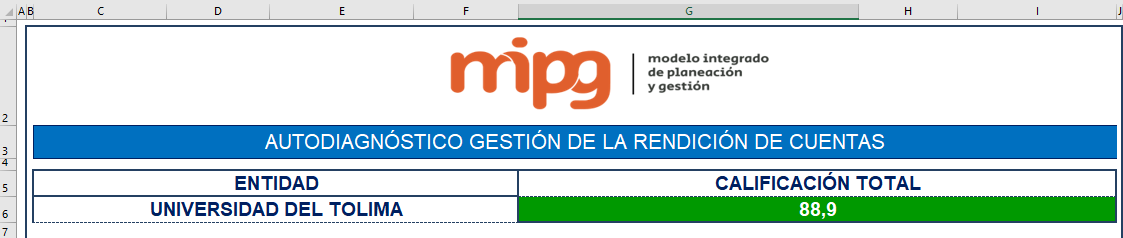 A B C D E F G H I J
mipg
modelo integrado
de planeación
y gestión
2
AUTODIAGNÓSTICO GESTIÓN DE LA RENDICIÓN DE CUENTAS
3
4
ENTIDAD CALIFICACIÓN TOTAL
5
UNIVERSIDAD DEL TOLIMA 88,9
6
7